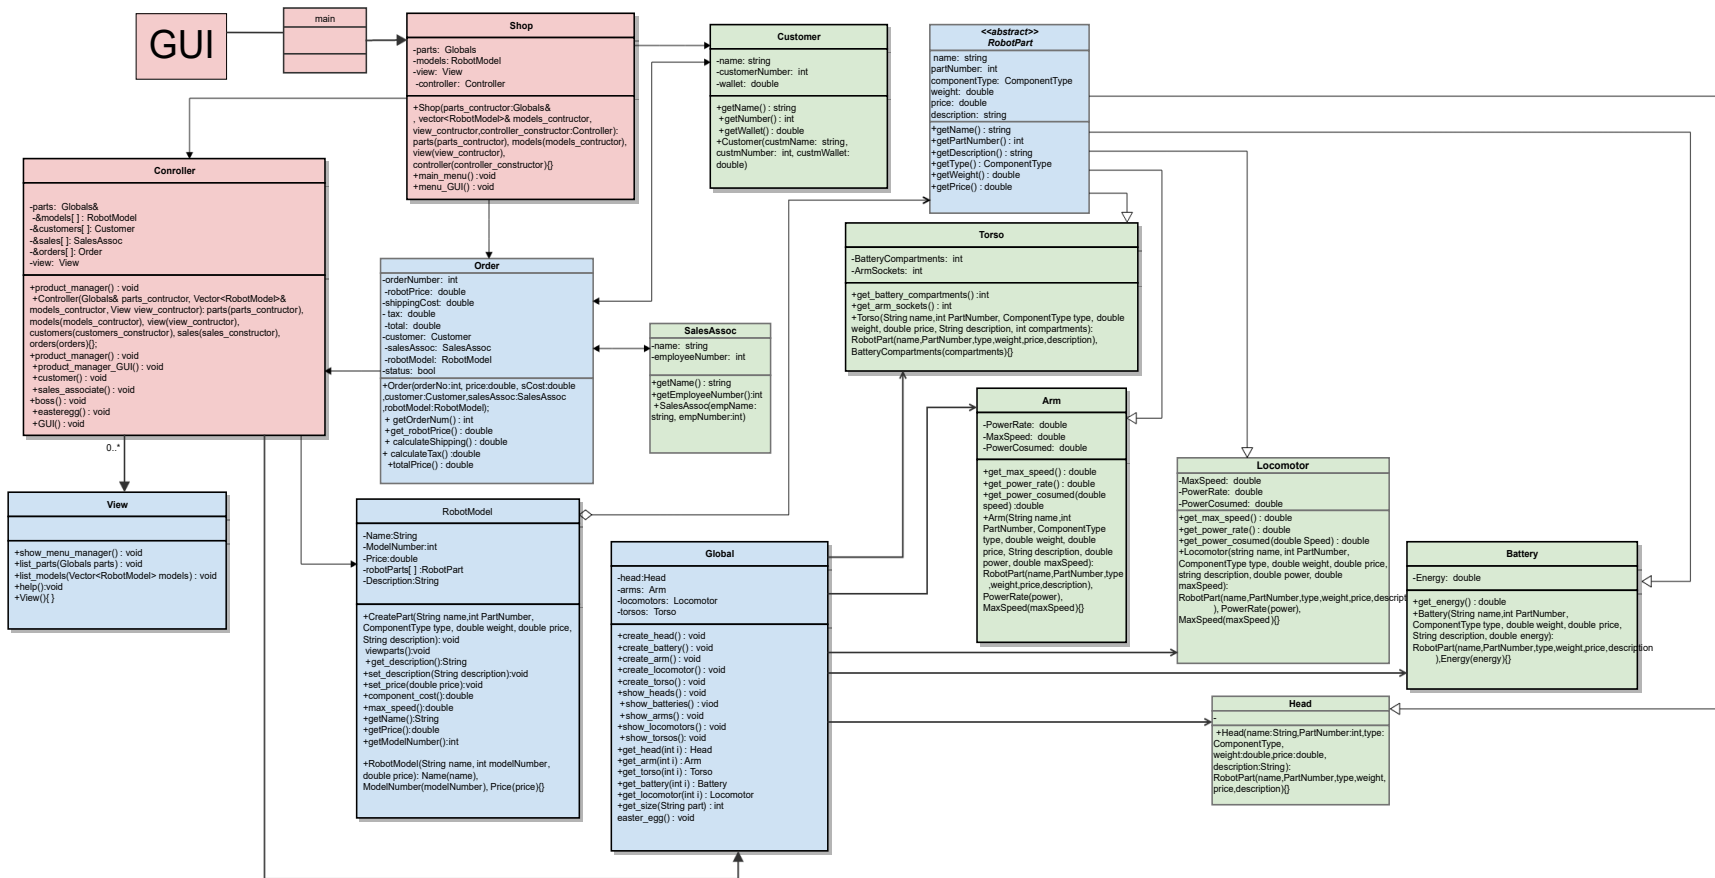 GUI
main
Shop
-parts: Globals
-models: RobotModel
-view: View
-controller: Controller
+Shop(parts_contructor:Globals&
, vector<RobotModel>& models_contructor,
view_contructor,controller_constructor:Controller):
parts(parts_contructor), models(models_contructor),
view(view_contructor),
controller(controller_constructor){}
+main_menu() :void
+menu_GUI() : void
Customer
-name: string
-customerNumber: int
-wallet: double
+getName() : string
+getNumber() : int
+getWallet() : double
+Customer(custmName: string,
custmNumber: int, custmWallet:
double)
<<abstract>>
RobotPart
name: string
partNumber: int
componentType: ComponentType
weight: double
price: double
description: string
+getName() : string
+getPartNumber() : int
+getDescription() : string
+getType() : ComponentType
+getWeight() : double
+getPrice() : double
Conroller
-parts: Globals&
-&models[ ] : RobotModel
-&customers[ ]: Customer
-&sales[ ]: SalesAssoc
-&orders[ ]: Order
-view: View
+product_manager() : void
+Controller(Globals& parts_contructor, Vector<RobotModel>&
models_contructor, View view_contructor): parts(parts_contructor),
models(models_contructor), view(view_contructor),
customers(customers_constructor), sales(sales_constructor),
orders(orders){};
+product_manager() : void
+product_manager_GUI() : void
+customer() : void
+sales_associate() : void
+boss() : void
+easteregg() : void
+GUI() : void
0..*
Order
-orderNumber: int
-robotPrice: double
-shippingCost: double
- tax: double
-total: double
-customer: Customer
-salesAssoc: SalesAssoc
-robotModel: RobotModel
-status: bool
+Order(orderNo:int, price:double, sCost:double
,customer:Customer,salesAssoc:SalesAssoc
,robotModel:RobotModel);
+ getOrderNum() : int
+get_robotPrice() : double
+ calculateShipping() : double
+ calculateTax() :double
+totalPrice() : double
SalesAssoc
-name: string
-employeeNumber: int
+getName() : string
+getEmployeeNumber():int
+SalesAssoc(empName:
string, empNumber:int)
Torso
-BatteryCompartments: int
-ArmSockets: int
+get_battery_compartments() :int
+get_arm_sockets() : int
+Torso(String name,int PartNumber, ComponentType type, double
weight, double price, String description, int compartments):
RobotPart(name,PartNumber,type,weight,price,description),
BatteryCompartments(compartments){}
Arm
-PowerRate: double
-MaxSpeed: double
-PowerCosumed: double
+get_max_speed() : double
+get_power_rate() : double
+get_power_cosumed(double
speed) :double
+Arm(String name,int
PartNumber, ComponentType
type, double weight, double
price, String description, double
power, double maxSpeed):
RobotPart(name,PartNumber,type
,weight,price,description),
PowerRate(power),
MaxSpeed(maxSpeed){}
Locomotor
-MaxSpeed: double
-PowerRate: double
-PowerCosumed: double
+get_max_speed() : double
+get_power_rate() : double
+get_power_cosumed(double Speed) : double
+Locomotor(string name, int PartNumber,
ComponentType type, double weight, double price,
string description, double power, double
maxSpeed):
RobotPart(name,PartNumber,type,weight,price,descript
), PowerRate(power),
MaxSpeed(maxSpeed){}
Battery
-Energy: double
+get_energy() : double
+Battery(String name,int PartNumber,
ComponentType type, double weight, double price,
String description, double energy):
RobotPart(name,PartNumber,type,weight,price,description
),Energy(energy){}
View
+show_menu_manager() : void
+list_parts(Globals parts) : void
+list_models(Vector<RobotModel> models) : void
+help():void
+View(){ }
RobotModel
-Name:String
-ModelNumber:int
-Price:double
-robotParts[ ] :RobotPart
-Description:String
+CreatePart(String name,int PartNumber,
ComponentType type, double weight, double price,
String description): void
viewparts():void
+get_description():String
+set_description(String description):void
+set_price(double price):void
+component_cost():double
+max_speed():double
+getName():String
+getPrice():double
+getModelNumber():int
+RobotModel(String name, int modelNumber,
double price): Name(name),
ModelNumber(modelNumber), Price(price){}
Global
-head:Head
-arms: Arm
-locomotors: Locomotor
-torsos: Torso
+create_head() : void
+create_battery() : void
+create_arm() : void
+create_locomotor() : void
+create_torso() : void
+show_heads() : void
+show_batteries() : viod
+show_arms() : void
+show_locomotors() : void
+show_torsos(): void
+get_head(int i) : Head
+get_arm(int i) : Arm
+get_torso(int i) : Torso
+get_battery(int i) : Battery
+get_locomotor(int i) : Locomotor
+get_size(String part) : int
easter_egg() : void
Head
-
+Head(name:String,PartNumber:int,type:
ComponentType,
weight:double,price:double,
description:String):
RobotPart(name,PartNumber,type,weight,
price,description){}